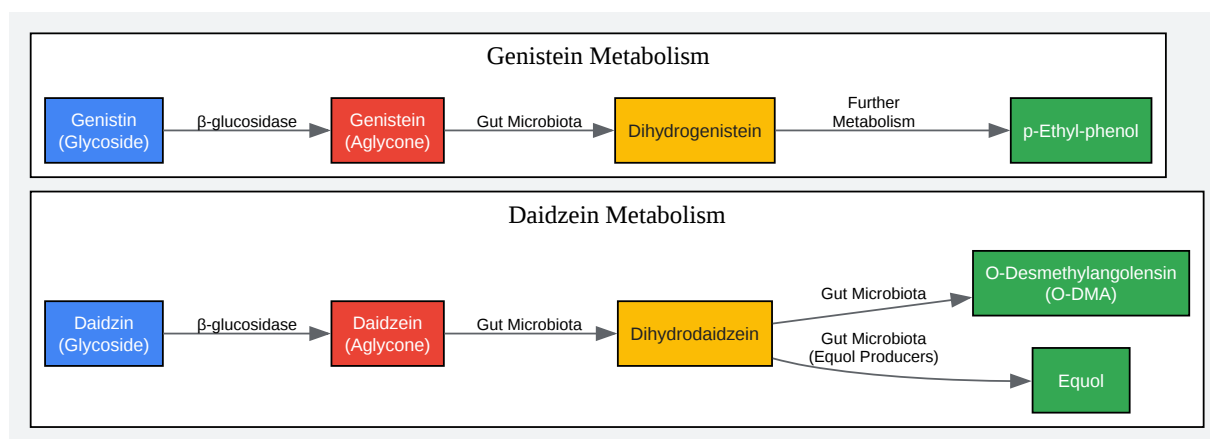 Genistein Metabolism
Genistin
(Glycoside)
β-glucosidase
Genistein
(Aglycone)
Gut Microbiota
Dihydrogenistein
Further
Metabolism
p-Ethyl-phenol
Daidzein Metabolism
Daidzin
(Glycoside)
β-glucosidase
Daidzein
(Aglycone)
Gut Microbiota
Dihydrodaidzein
Gut Microbiota
O-Desmethylangolensin
(O-DMA)
Gut Microbiota
(Equol Producers)
Equol